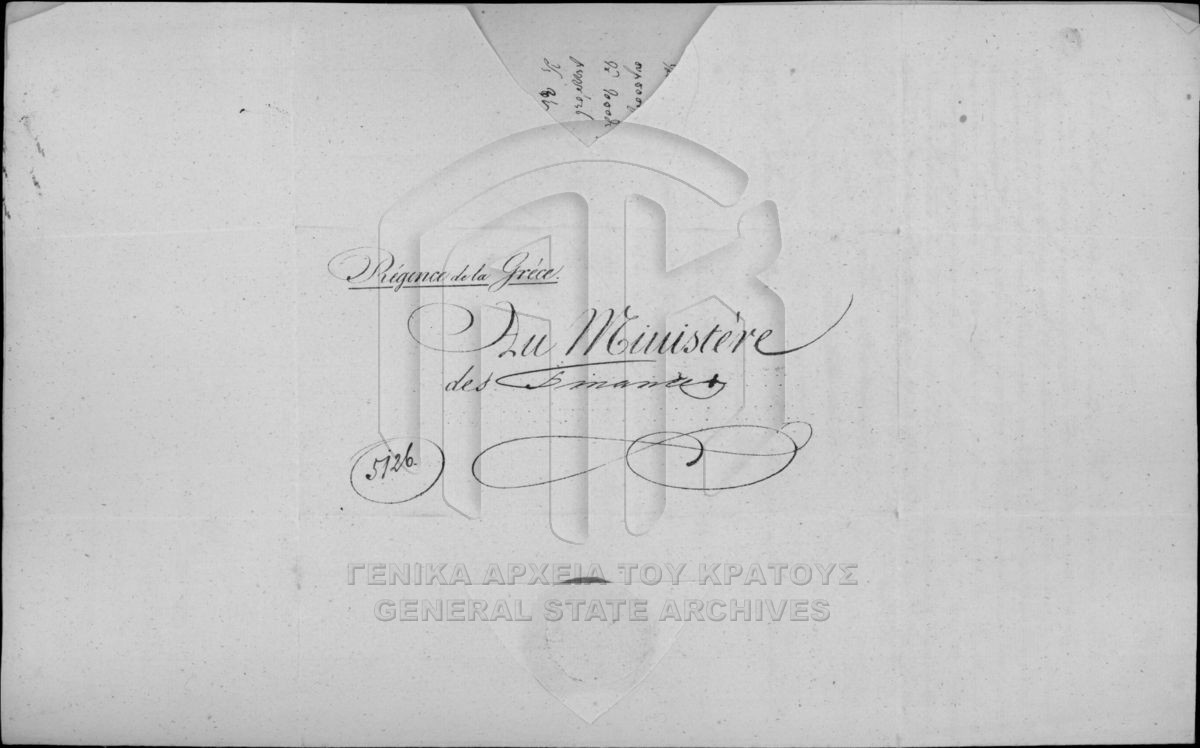 Régence de la Grèce.
Au Ministère
des Finances
5126.
ΓΕΝΙΚΑ ΑΡΧΕΙΑ ΤΟΥ ΚΡΑΤΟΥΣ
GENERAL STATE ARCHIVES